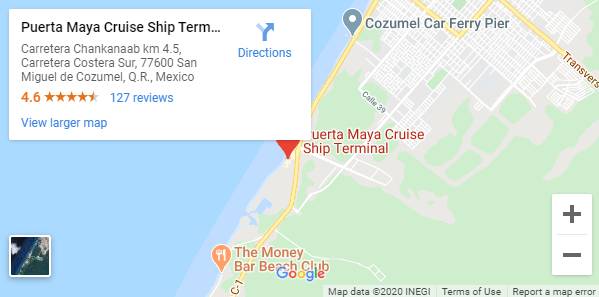 Puerta Maya Cruise Ship Term...
Directions
Carretera Chankanaab km 4.5,
Carretera Costera Sur, 77600 San
Miguel de Cozumel, Q.R., Mexico
4.6 127 reviews
View larger map
Cozumel Car Ferry Pier
Transvers
Calle 39
Puerta Maya Cruise
Ship Terminal
The Money
Bar Beach Club
C-1
Google
Map data ©2020 INEGI Terms of Use Report a map error